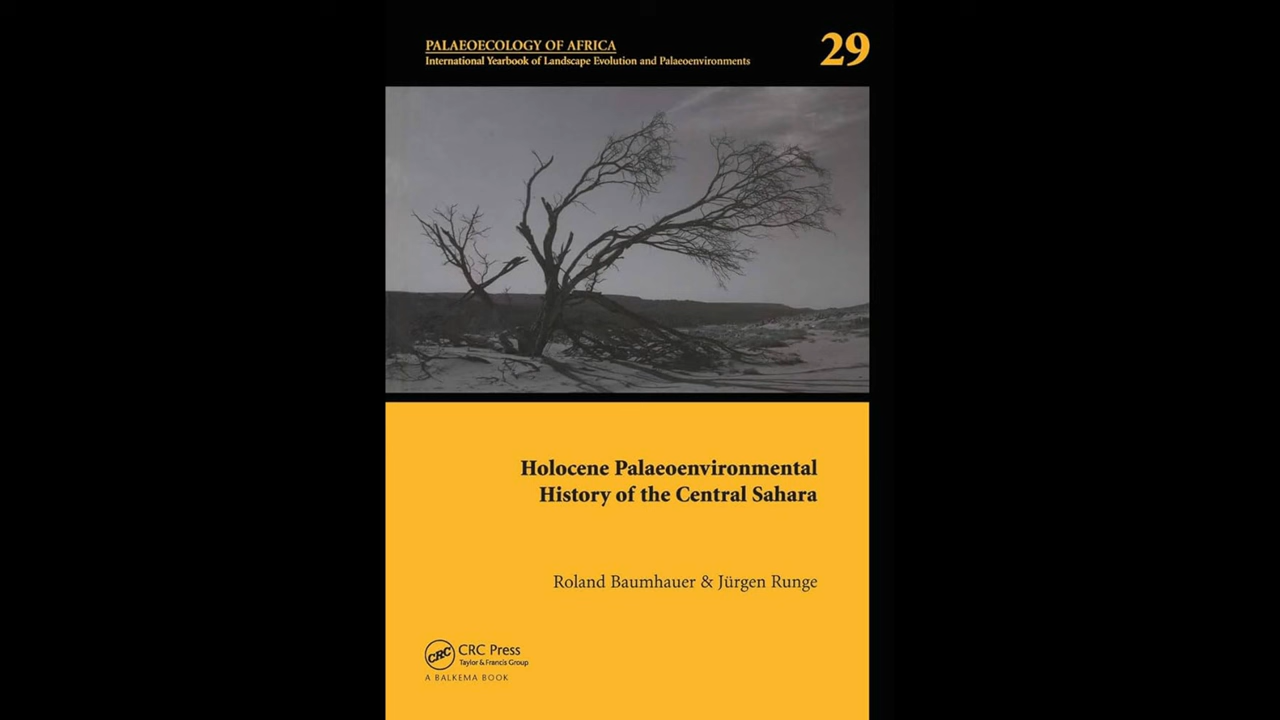 PALAEOECOLOGY OF AFRICA
International Yearbook of Landscape Evolution and Palaeoenvironments
29
Holocene Palaeoenvironmental
History of the Central Sahara
Roland Baumhauer & Jürgen Runge
CRC CRC Press
Taylor & Francis Group
A BALKEMA BOOK